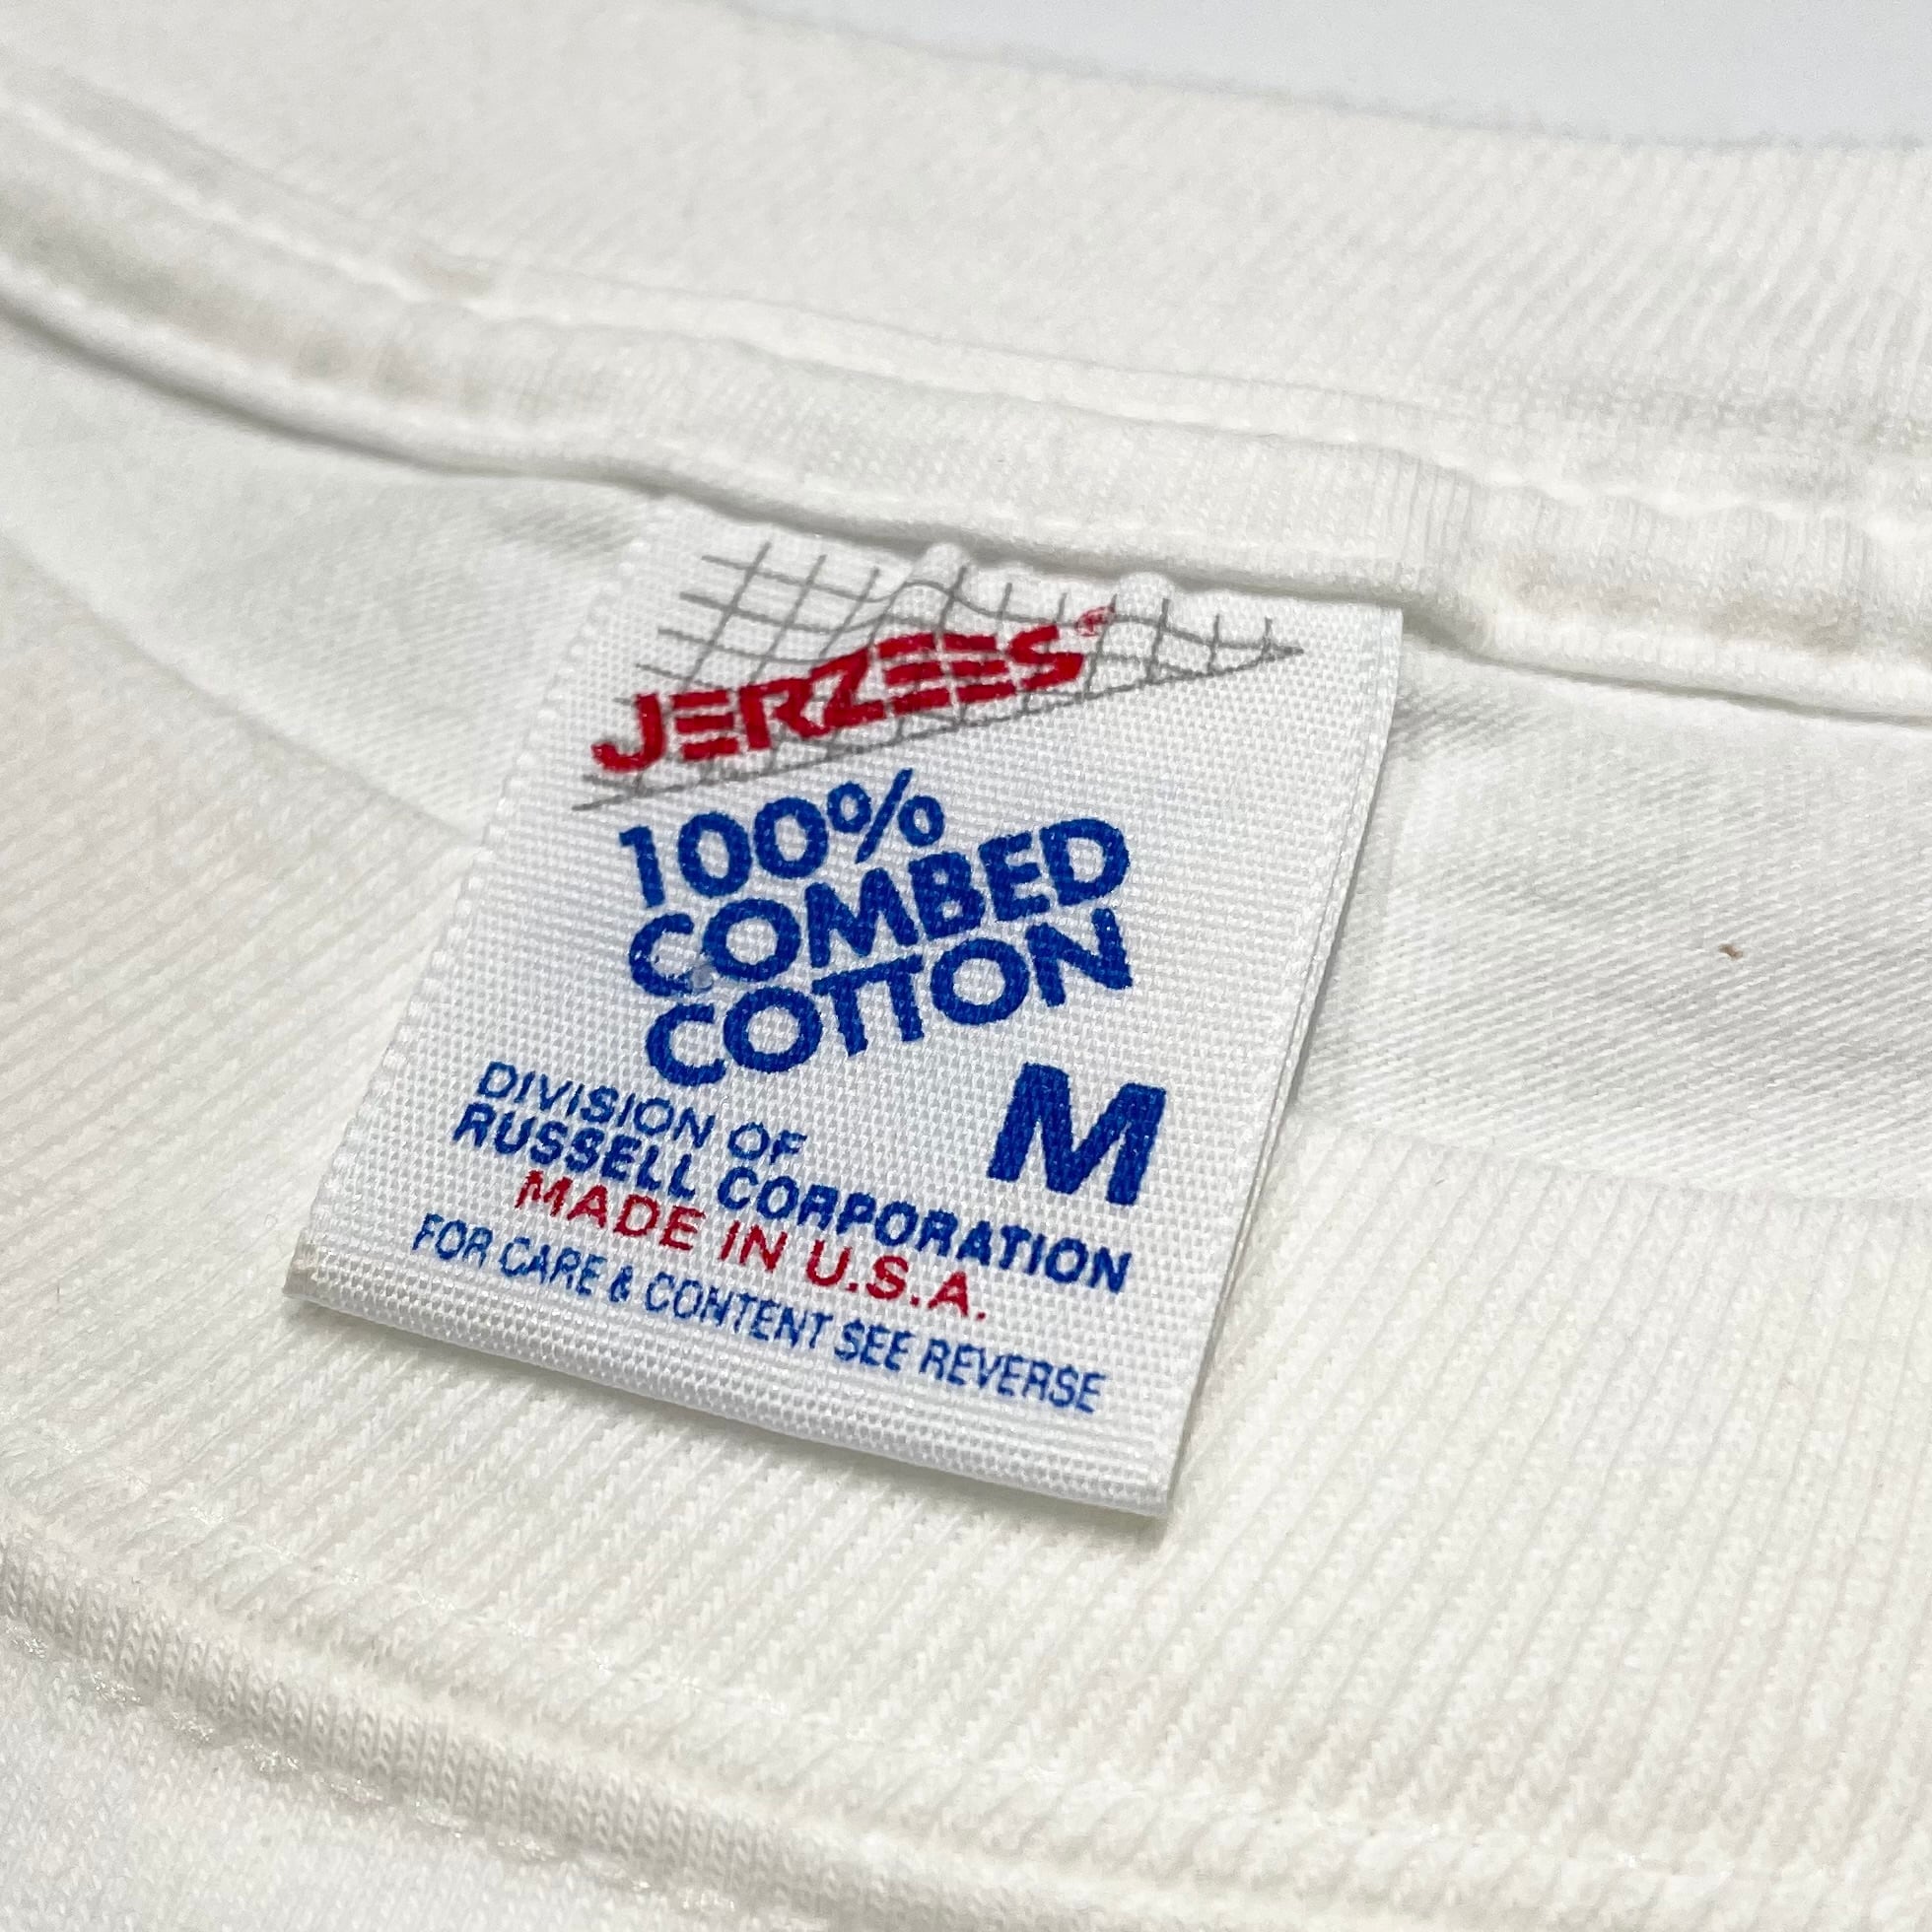 JERZEES®
100%
COMBED
COTTON
M
DIVISION OF
RUSSELL CORPORATION
MADE IN U.S.A.
FOR CARE & CONTENT SEE REVERSE